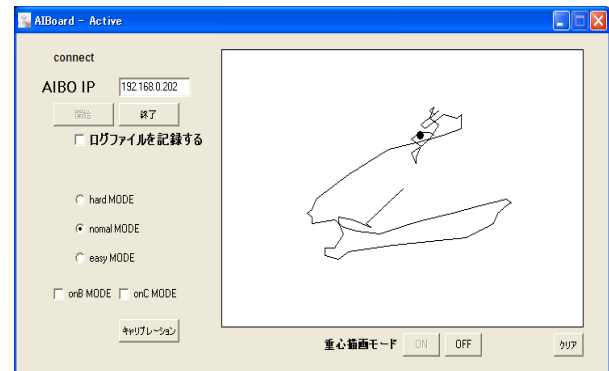 AIBoard - Active
connect
AIBO IP 192.168.0.202
開始 終了
ログファイルを記録する
hard MODE
nomal MODE
easy MODE
onB MODE onC MODE
キャリブレーション
重心描画モード ON OFF クリア